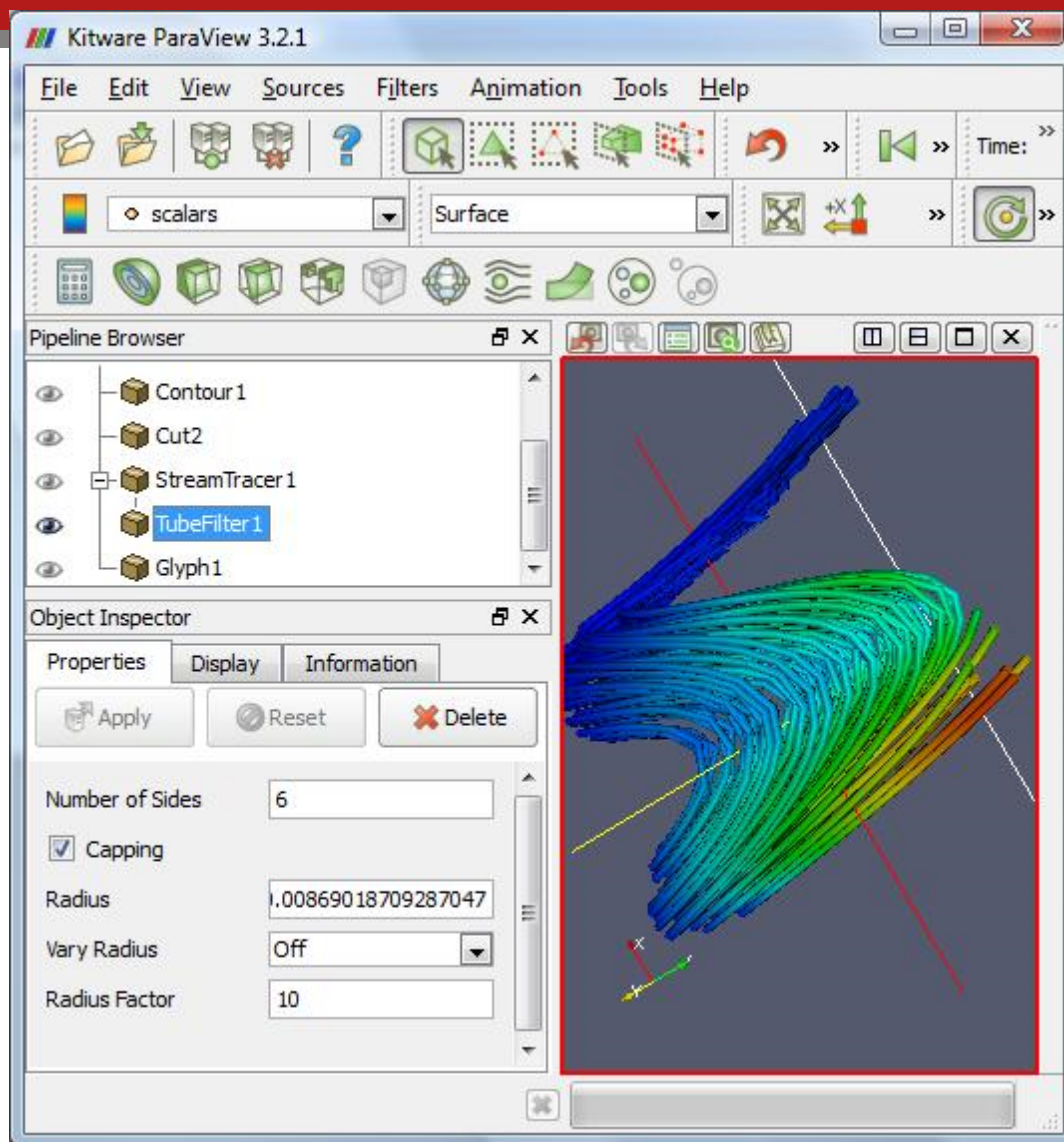 Kitware ParaView 3.2.1
File Edit View Sources Filters Animation Tools Help
Time:
scalars
Surface
+X
Pipeline Browser
Contour1
Cut2
StreamTracer1
TubeFilter1
Glyph1
Object Inspector
Properties Display Information
Apply Reset Delete
Number of Sides 6
Capping
Radius .00869018709287047
Vary Radius Off
Radius Factor 10
X
Y